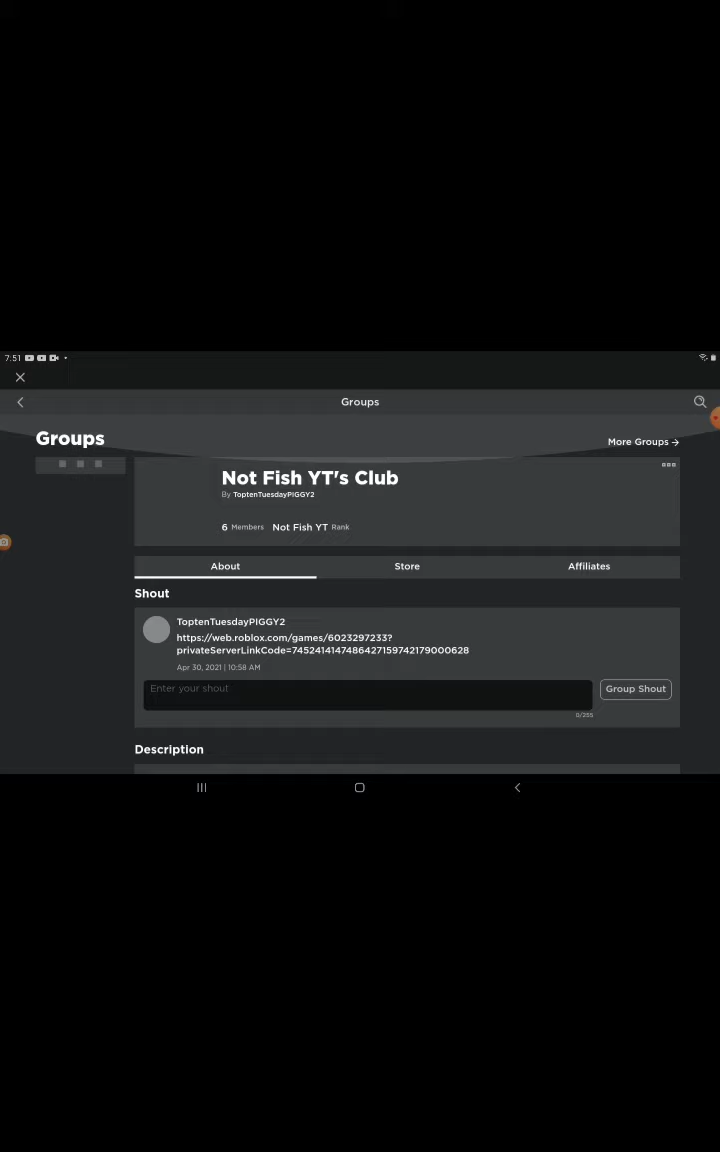 7:51
Groups
Groups
More Groups →
Not Fish YT's Club
By ToptenTuesdayPIGGY2
6 Members Not Fish YT Rank
About Store Affiliates
Shout
ToptenTuesdayPIGGY2
https://web.roblox.com/games/6023297233?
privateServerLinkCode=74524141474864271597421790000628
Apr 30, 2021 | 10:58 AM
Enter your shout
Group Shout
0/255
Description